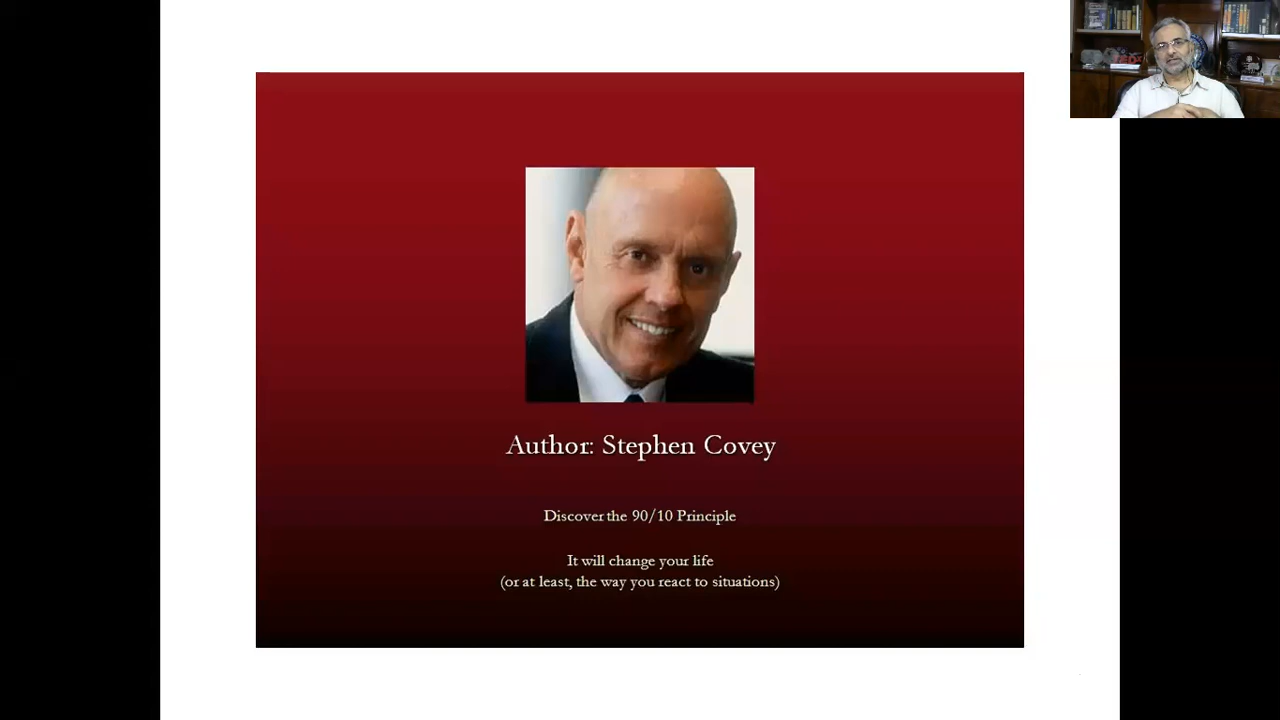 Author: Stephen Covey
Discover the 90/10 Principle
It will change your life
(or at least, the way you react to situations)